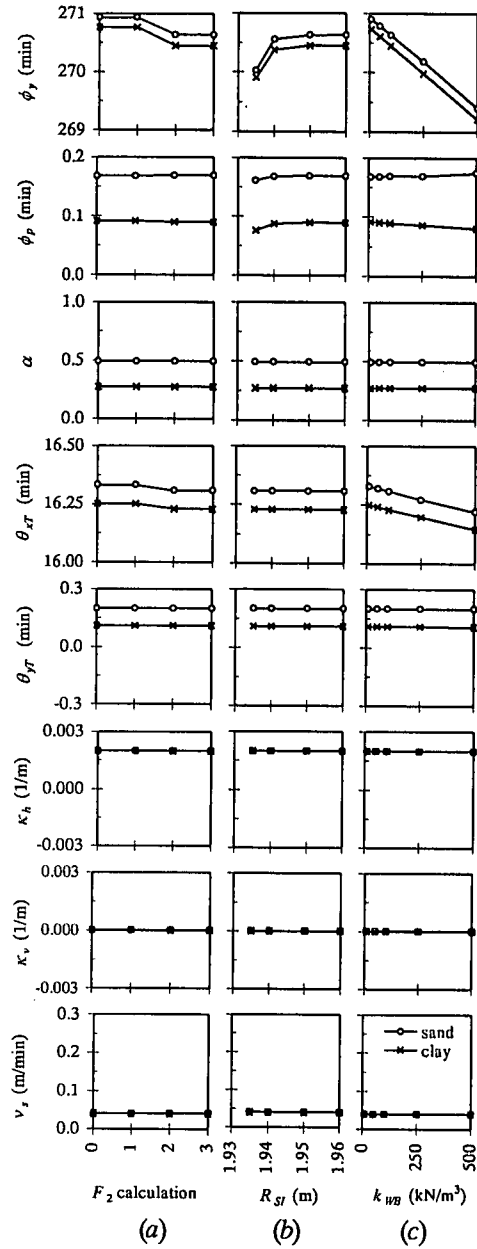 271
270
269
ϕy (min)
0.2
0.1
0.0
ϕp (min)
1.0
0.5
0.0
α
16.50
16.25
16.00
θxT (min)
0.3
0.0
-0.3
θyT (min)
0.003
0.000
-0.003
κh (1/m)
0.003
0.000
-0.003
κv (1/m)
0.3
0.2
0.1
0.0
vs (m/min)
sand
clay
0 1 2 3
1.93 1.94 1.95 1.96
0 250 500
F2 calculation
RSI (m)
kWB (kN/m³)
(a) (b) (c)